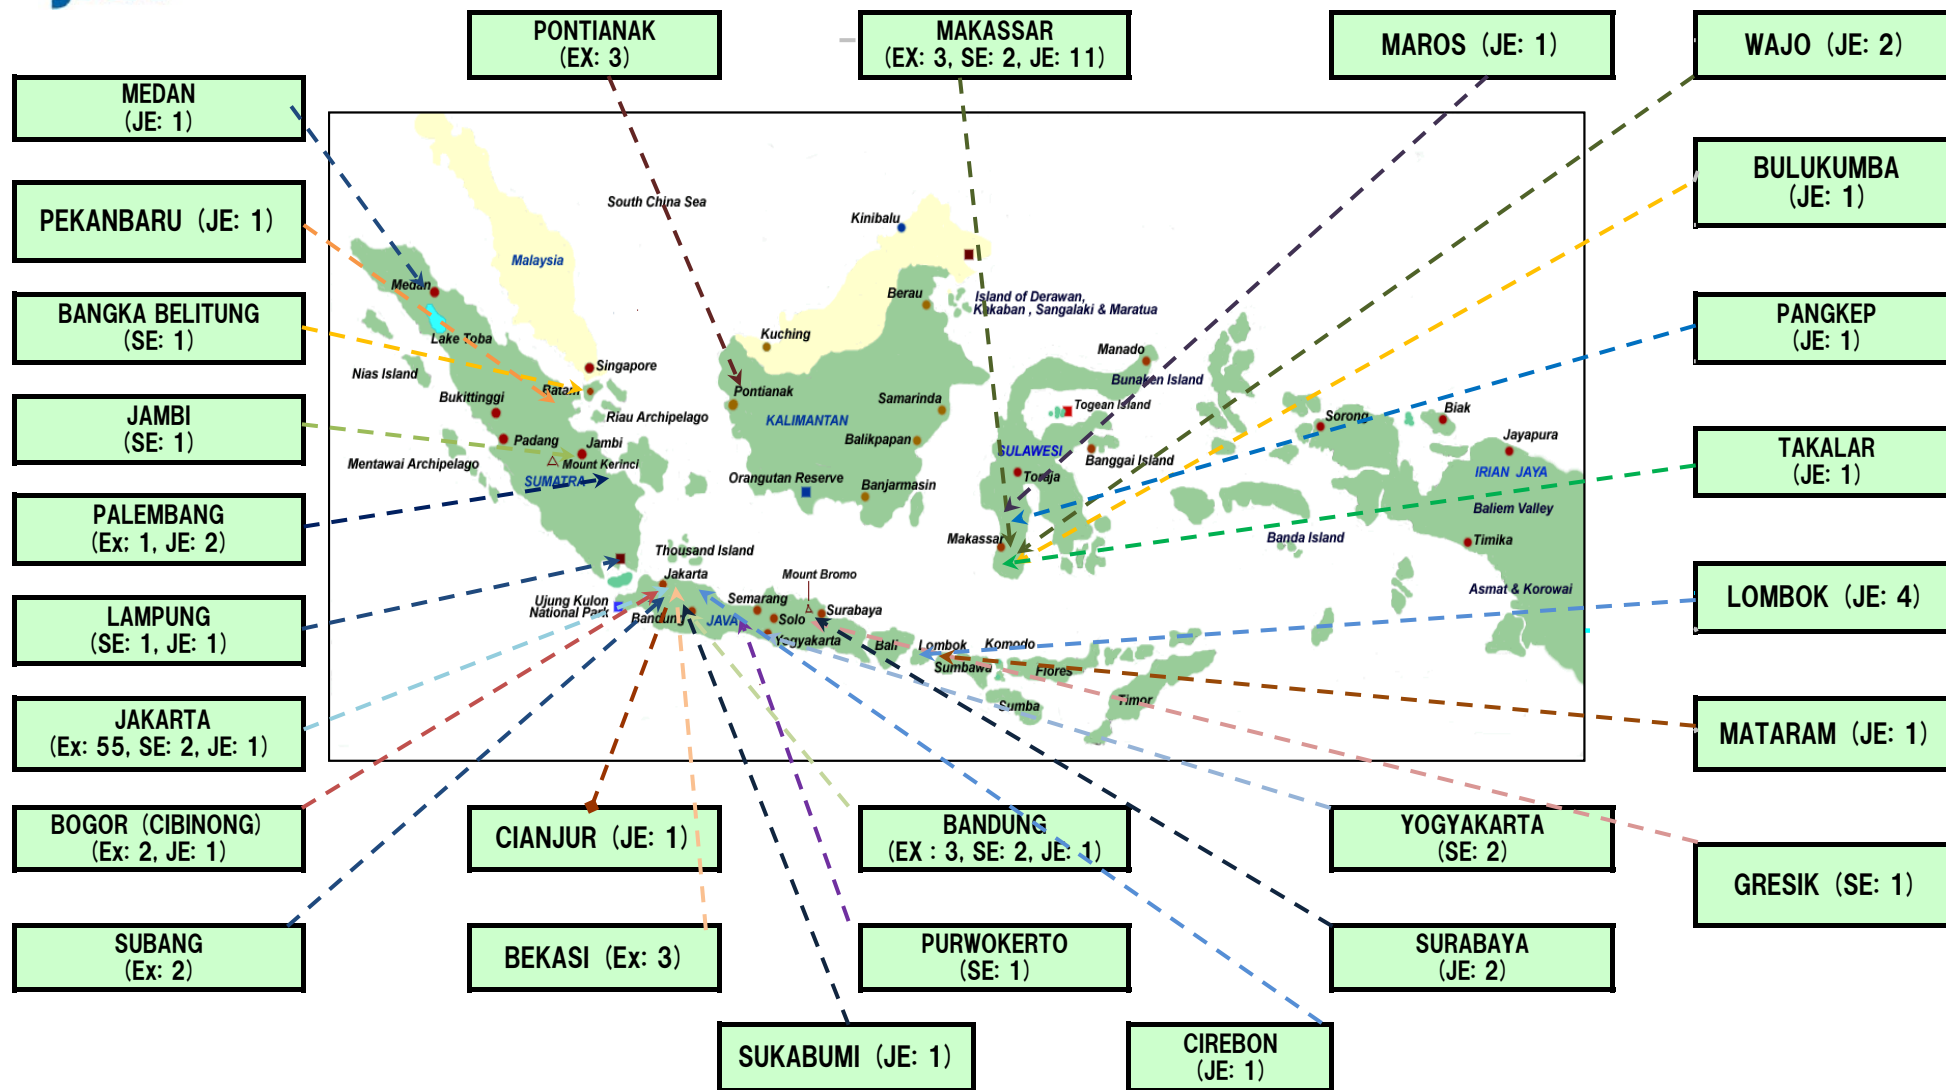 PONTIANAK
(EX: 3)
MAKASSAR
(EX: 3, SE: 2, JE: 11)
MAROS (JE: 1)
WAJO (JE: 2)
MEDAN
(JE: 1)
BULUKUMBA
(JE: 1)
PEKANBARU (JE: 1)
BANGKA BELITUNG
(SE: 1)
PANGKEP
(JE: 1)
JAMBI
(SE: 1)
TAKALAR
(JE: 1)
PALEMBANG
(Ex; 1, JE: 2)
LAMPUNG
(SE: 1, JE: 1)
LOMBOK (JE: 4)
JAKARTA
(Ex: 55, SE: 2, JE: 1)
MATARAM (JE: 1)
BOGOR (CIBINONG)
(Ex: 2, JE: 1)
CIANJUR (JE: 1)
BANDUNG
(EX : 3, SE: 2, JE: 1)
YOGYAKARTA
(SE: 2)
GRESIK (SE: 1)
SUBANG
(Ex: 2)
BEKASI (Ex: 3)
PURWOKERTO
(SE: 1)
SURABAYA
(JE: 2)
SUKABUMI (JE: 1)
CIREBON
(JE: 1)
South China Sea
Kinibalu
Malaysia
Medan
Berau
Island of Derawan,
Kakaban , Sangalaki & Maratua
Lake Toba
Kuching
Manado
Nias Island
Singapore
Bunaken Island
Batam
Pontianak
Bukittinggi
Samarinda
Togean Island
Riau Archipelago
KALIMANTAN
Sorong
Biak
Padang
Jambi
Balikpapan
SULAWESI
Jayapura
Mentawai Archipelago
Mount Kerinci
Banggai Island
SUMATRA
Orangutan Reserve
Toraja
IRIAN JAYA
Banjarmasin
Baliem Valley
Makassar
Banda Island
Timika
Thousand Island
Jakarta
Mount Bromo
Asmat & Korowai
Ujung Kulon
National Park
Semarang
Surabaya
Bandung
JAVA
Solo
Yogyakarta
Bali
Lombok
Komodo
Sumbawa
Flores
Sumba
Timor